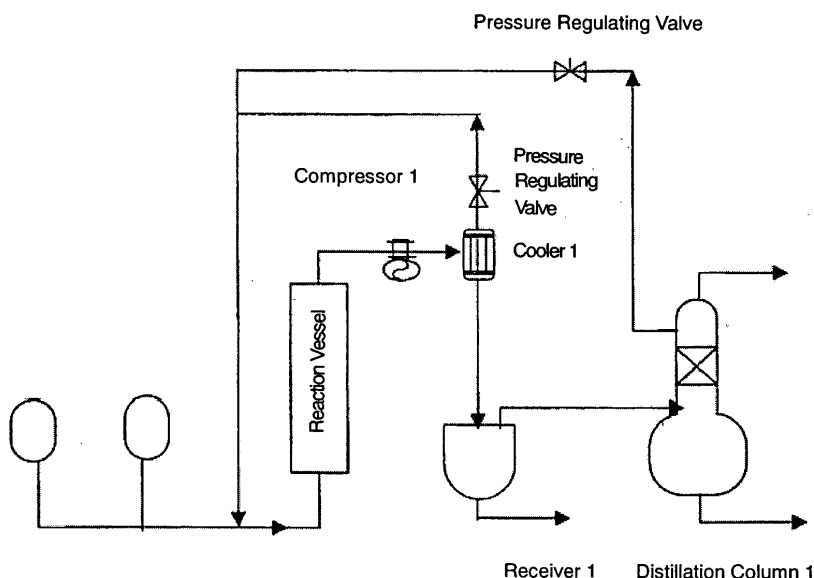 Pressure Regulating Valve
Compressor 1
Pressure
Regulating
Valve
Cooler 1
Reaction Vessel
Receiver 1
Distillation Column 1